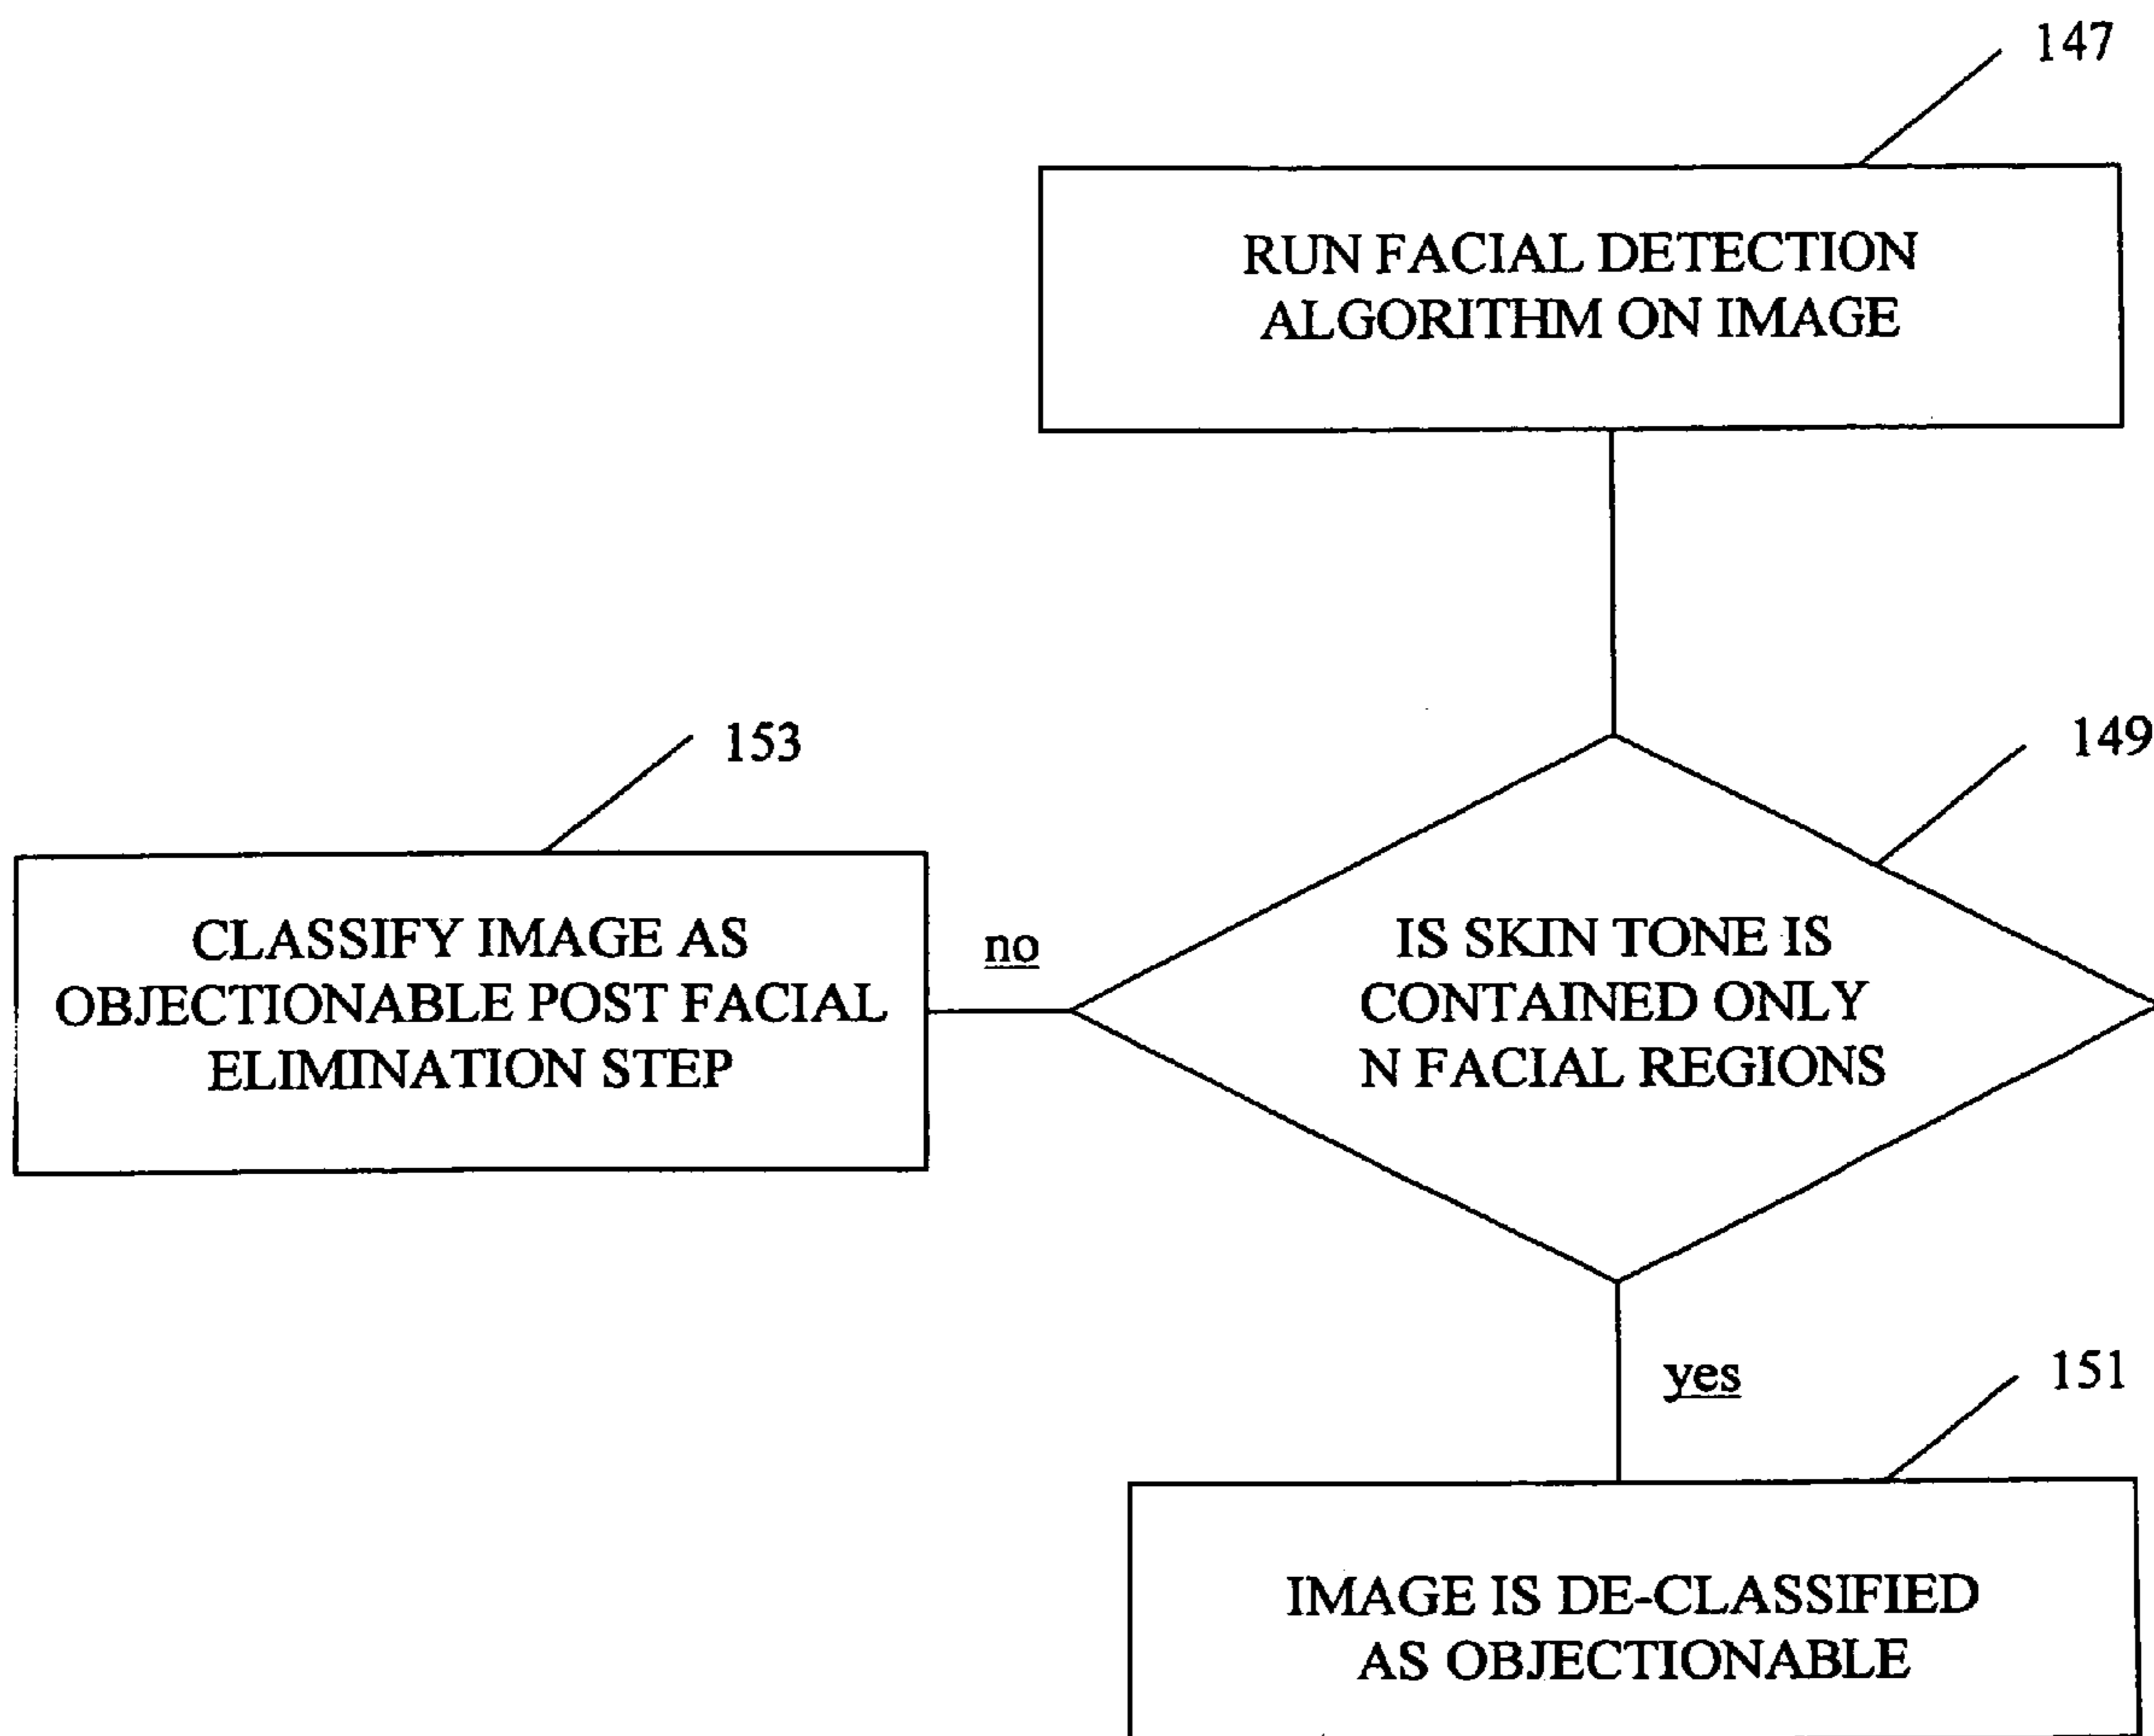 147
RUN FACIAL DETECTION
ALGORITHM ON IMAGE
149
IS SKIN TONE IS
CONTAINED ONLY
N FACIAL REGIONS
no
153
CLASSIFY IMAGE AS
OBJECTIONABLE POST FACIAL
ELIMINATION STEP
yes
151
IMAGE IS DE-CLASSIFIED
AS OBJECTIONABLE